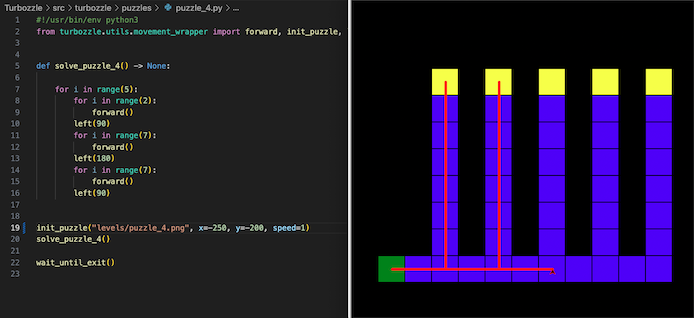 Turbozzle > src > turbozzle > puzzles > puzzle_4.py > ...
1 #!/usr/bin/env python3
2 from turbozzle.utils.movement_wrapper import forward, init_puzzle,
3
4
5 def solve_puzzle_4() -> None:
6
7 for i in range(5):
8 for i in range(2):
9 forward()
10 left(90)
11 for i in range(7):
12 forward()
13 left(180)
14 for i in range(7):
15 forward()
16 left(90)
17
18
19 init_puzzle("levels/puzzle_4.png", x=-250, y=-200, speed=1)
20 solve_puzzle_4()
21
22 wait_until_exit()
23